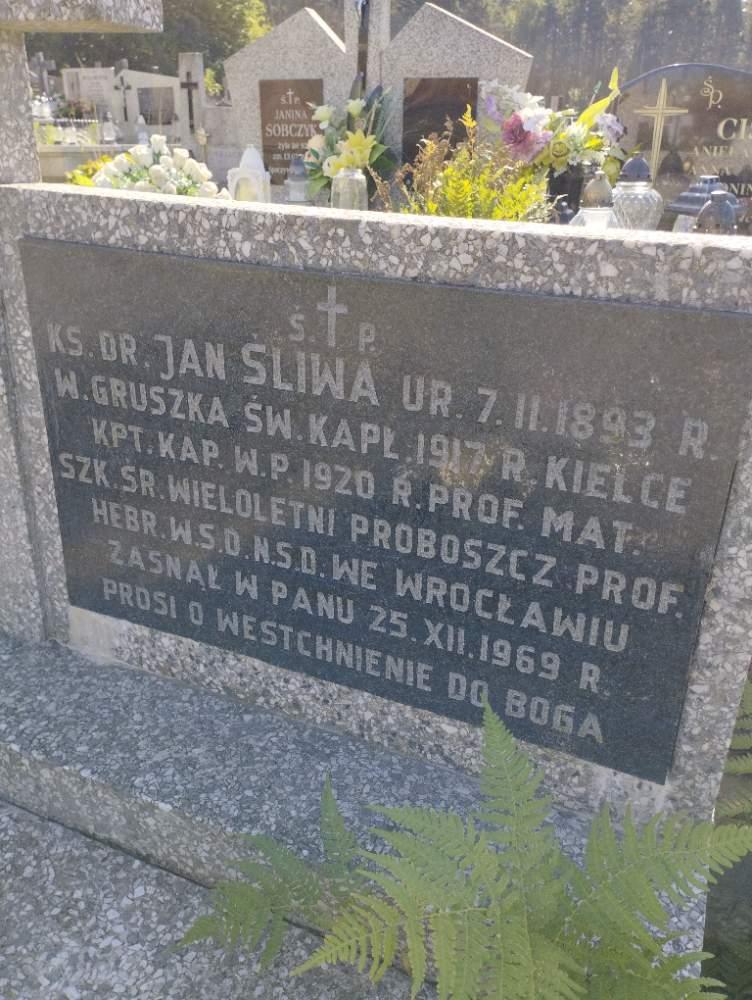 Ś. P.
JANINA
SOBCZYK
Ś. P.
KS. DR. JAN ŚLIWA UR. 7. II. 1893 R.
W. GRUSZKA ŚW. KAPŁ. 1917 R. KIELCE
KPT. KAP. W. P. 1920 R. PROF. MAT.
SZK. ŚR. WIELOLETNI PROBOSZCZ PROF.
HEBR. W.S.D. N.S.D. WE WROCŁAWIU
ZASNĄŁ W PANU 25. XII. 1969 R.
PROSI O WESTCHNIENIE DO BOGA